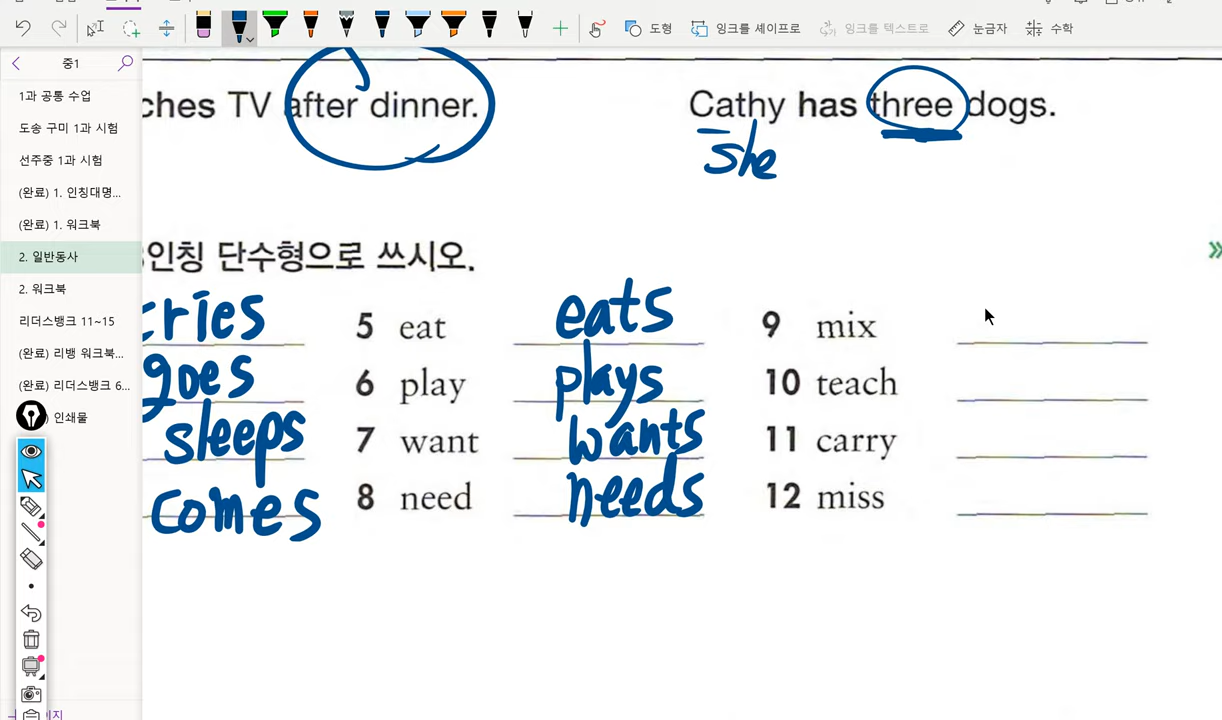 도형
잉크를 셰이프로
잉크를 텍스트로
눈금자
수학
중1
1과 공통 수업
도송 구미 1과 시험
선주중 1과 시험
(완료) 1. 인칭대명...
(완료) 1. 워크북
2. 일반동사
2. 워크북
리더스뱅크 11~15
(완료) 리뱅 워크북...
(완료) 리더스뱅크 6...
인쇄물
ches TV after dinner.
Cathy has three dogs.
she
인칭 단수형으로 쓰시오.
cries
5 eat eats
9 mix
goes
6 play plays
10 teach
sleeps
7 want wants
11 carry
comes
8 need needs
12 miss